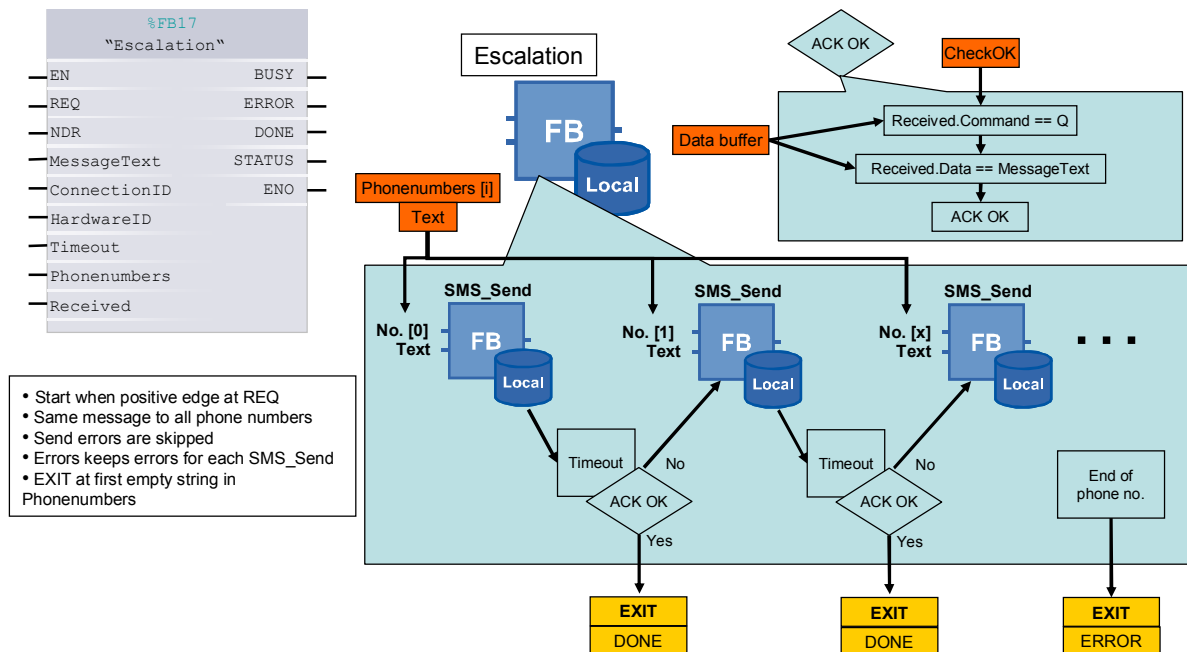 %FB17
“Escalation“
EN BUSY
REQ ERROR
NDR DONE
MessageText STATUS
ConnectionID ENO
HardwareID
Timeout
Phonenumbers
Received
Escalation
FB
Local
ACK OK
CheckOK
Data buffer
Received.Command == Q
Received.Data == MessageText
ACK OK
Phonenumbers [i]
Text
SMS_Send
No. [0]
Text
FB
Local
SMS_Send
No. [1]
Text
FB
Local
SMS_Send
No. [x]
Text
FB
Local
. . .
Timeout
No
ACK OK
Yes
Timeout
No
ACK OK
Yes
End of
phone no.
EXIT
DONE
EXIT
DONE
EXIT
ERROR
• Start when positive edge at REQ
• Same message to all phone numbers
• Send errors are skipped
• Errors keeps errors for each SMS_Send
• EXIT at first empty string in
Phonenumbers